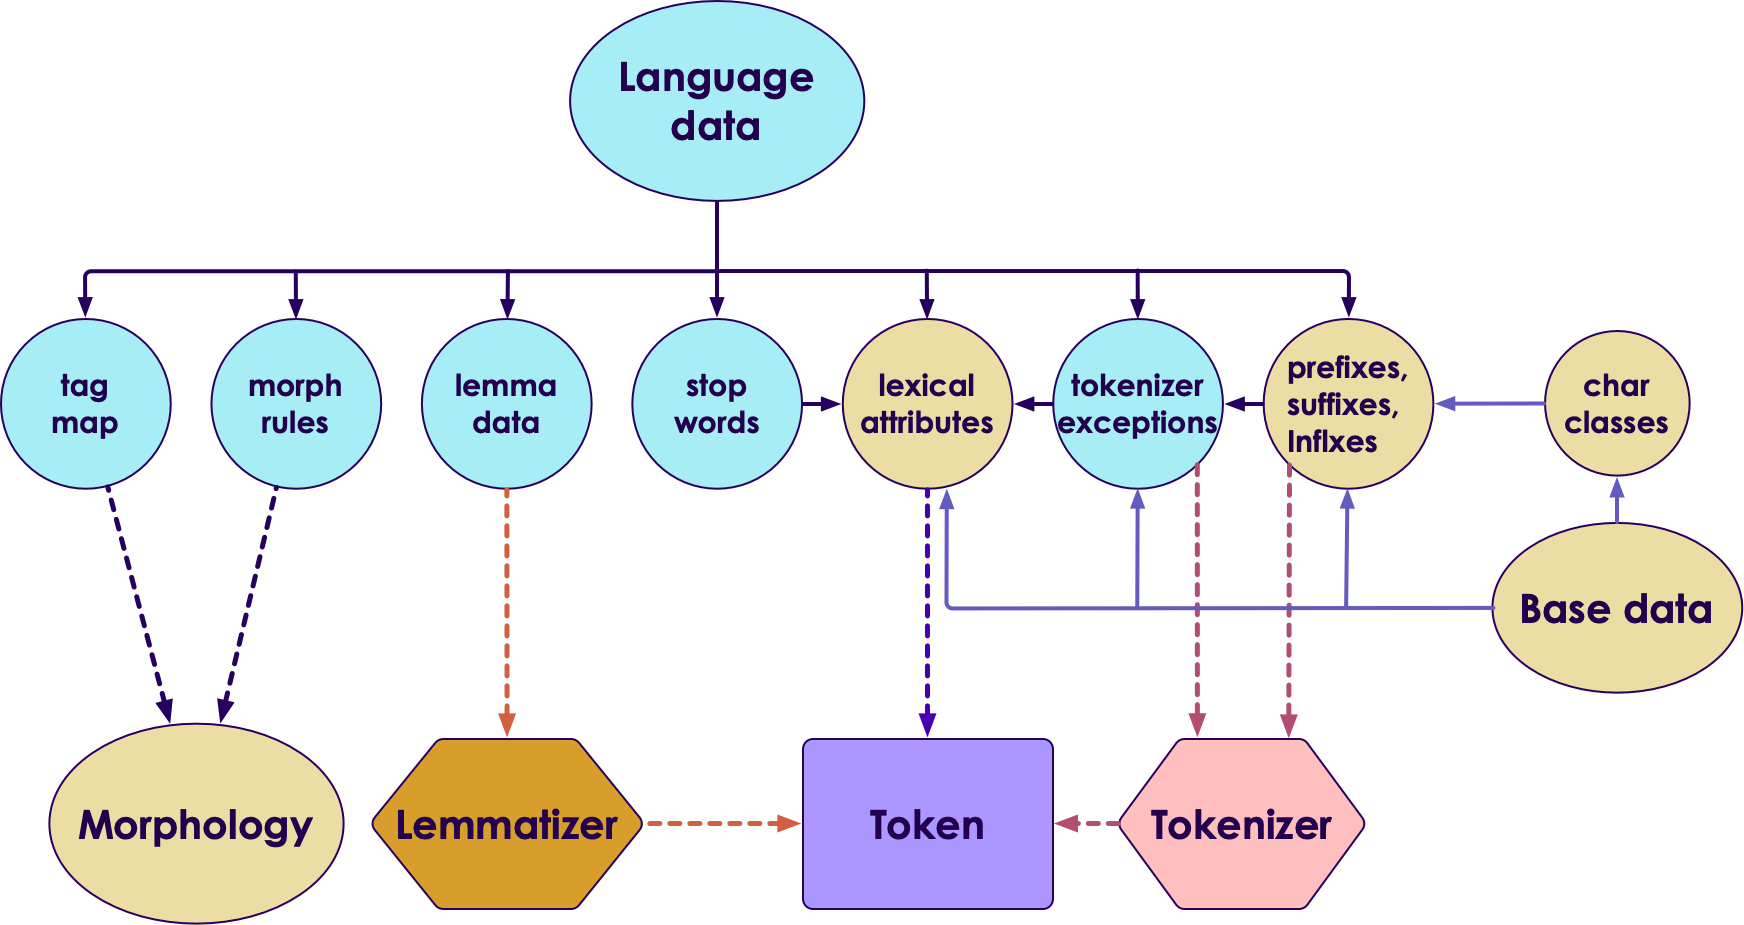 Language
data
tag
map
morph
rules
lemma
data
stop
words
lexical
attributes
tokenizer
exceptions
prefixes,
suffixes,
Inflxes
char
classes
Base data
Morphology
Lemmatizer
Token
Tokenizer